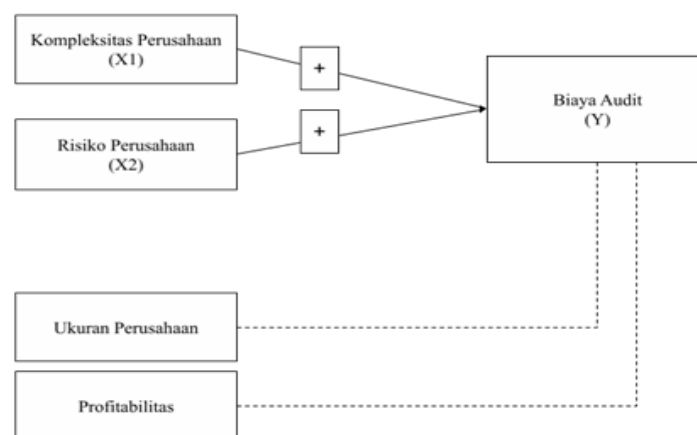 Kompleksitas Perusahaan
(X1)
+
Biaya Audit
(Y)
+
Risiko Perusahaan
(X2)
Ukuran Perusahaan
Profitabilitas